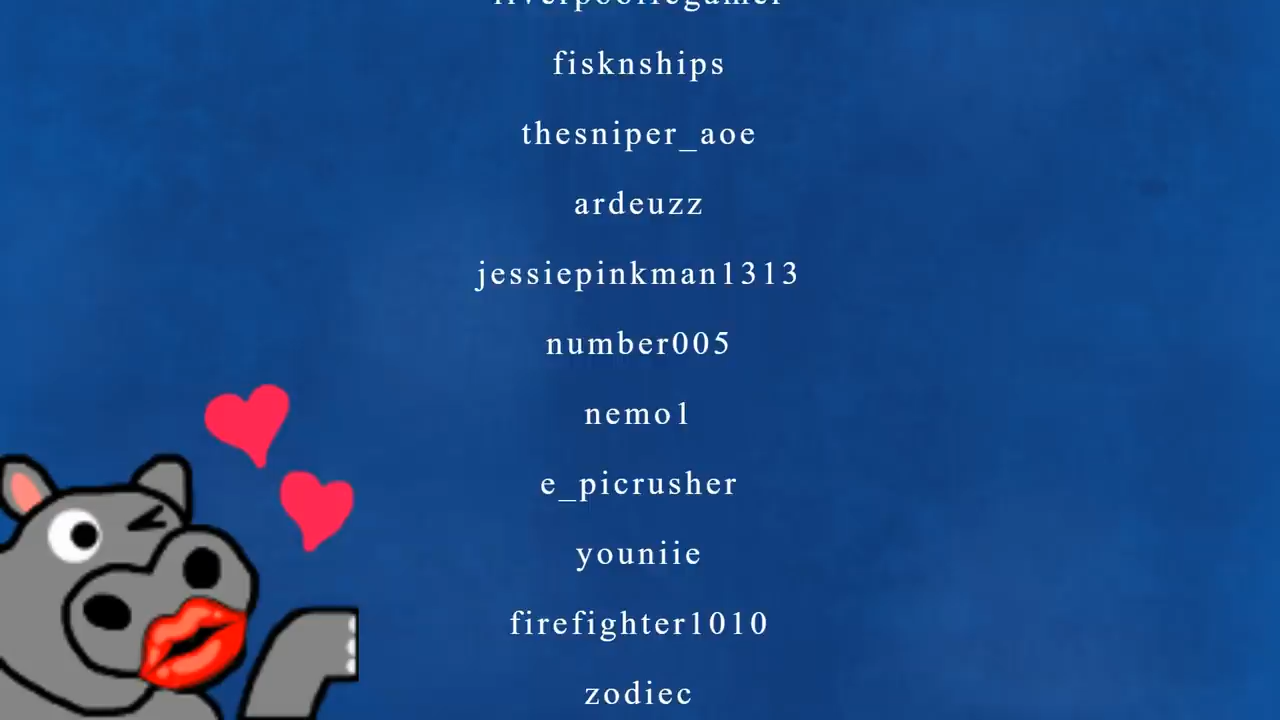 fisknships
thesniper_aoe
ardeuzz
jessiepinkman1313
number005
nemo1
e_picrusher
youniie
firefighter1010
zodiec